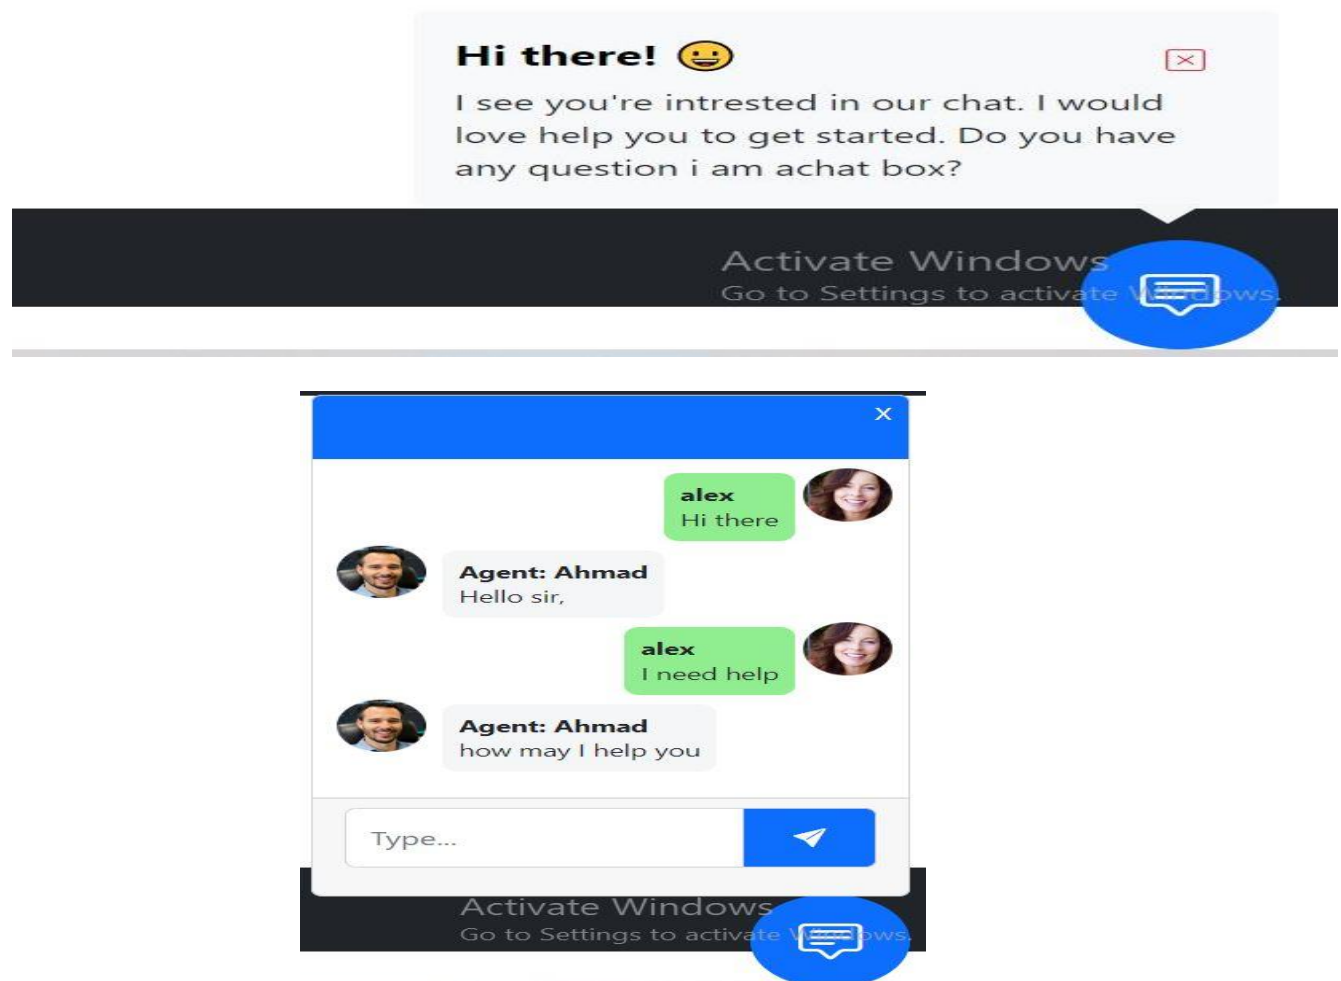 Hi there! 😀
I see you're intrested in our chat. I would
love help you to get started. Do you have
any question i am achat box?
Activate Windows
Go to Settings to activate Windows.
X
alex
Hi there
Agent: Ahmad
Hello sir,
alex
I need help
Agent: Ahmad
how may I help you
Type...
Activate Windows
Go to Settings to activate Windows.